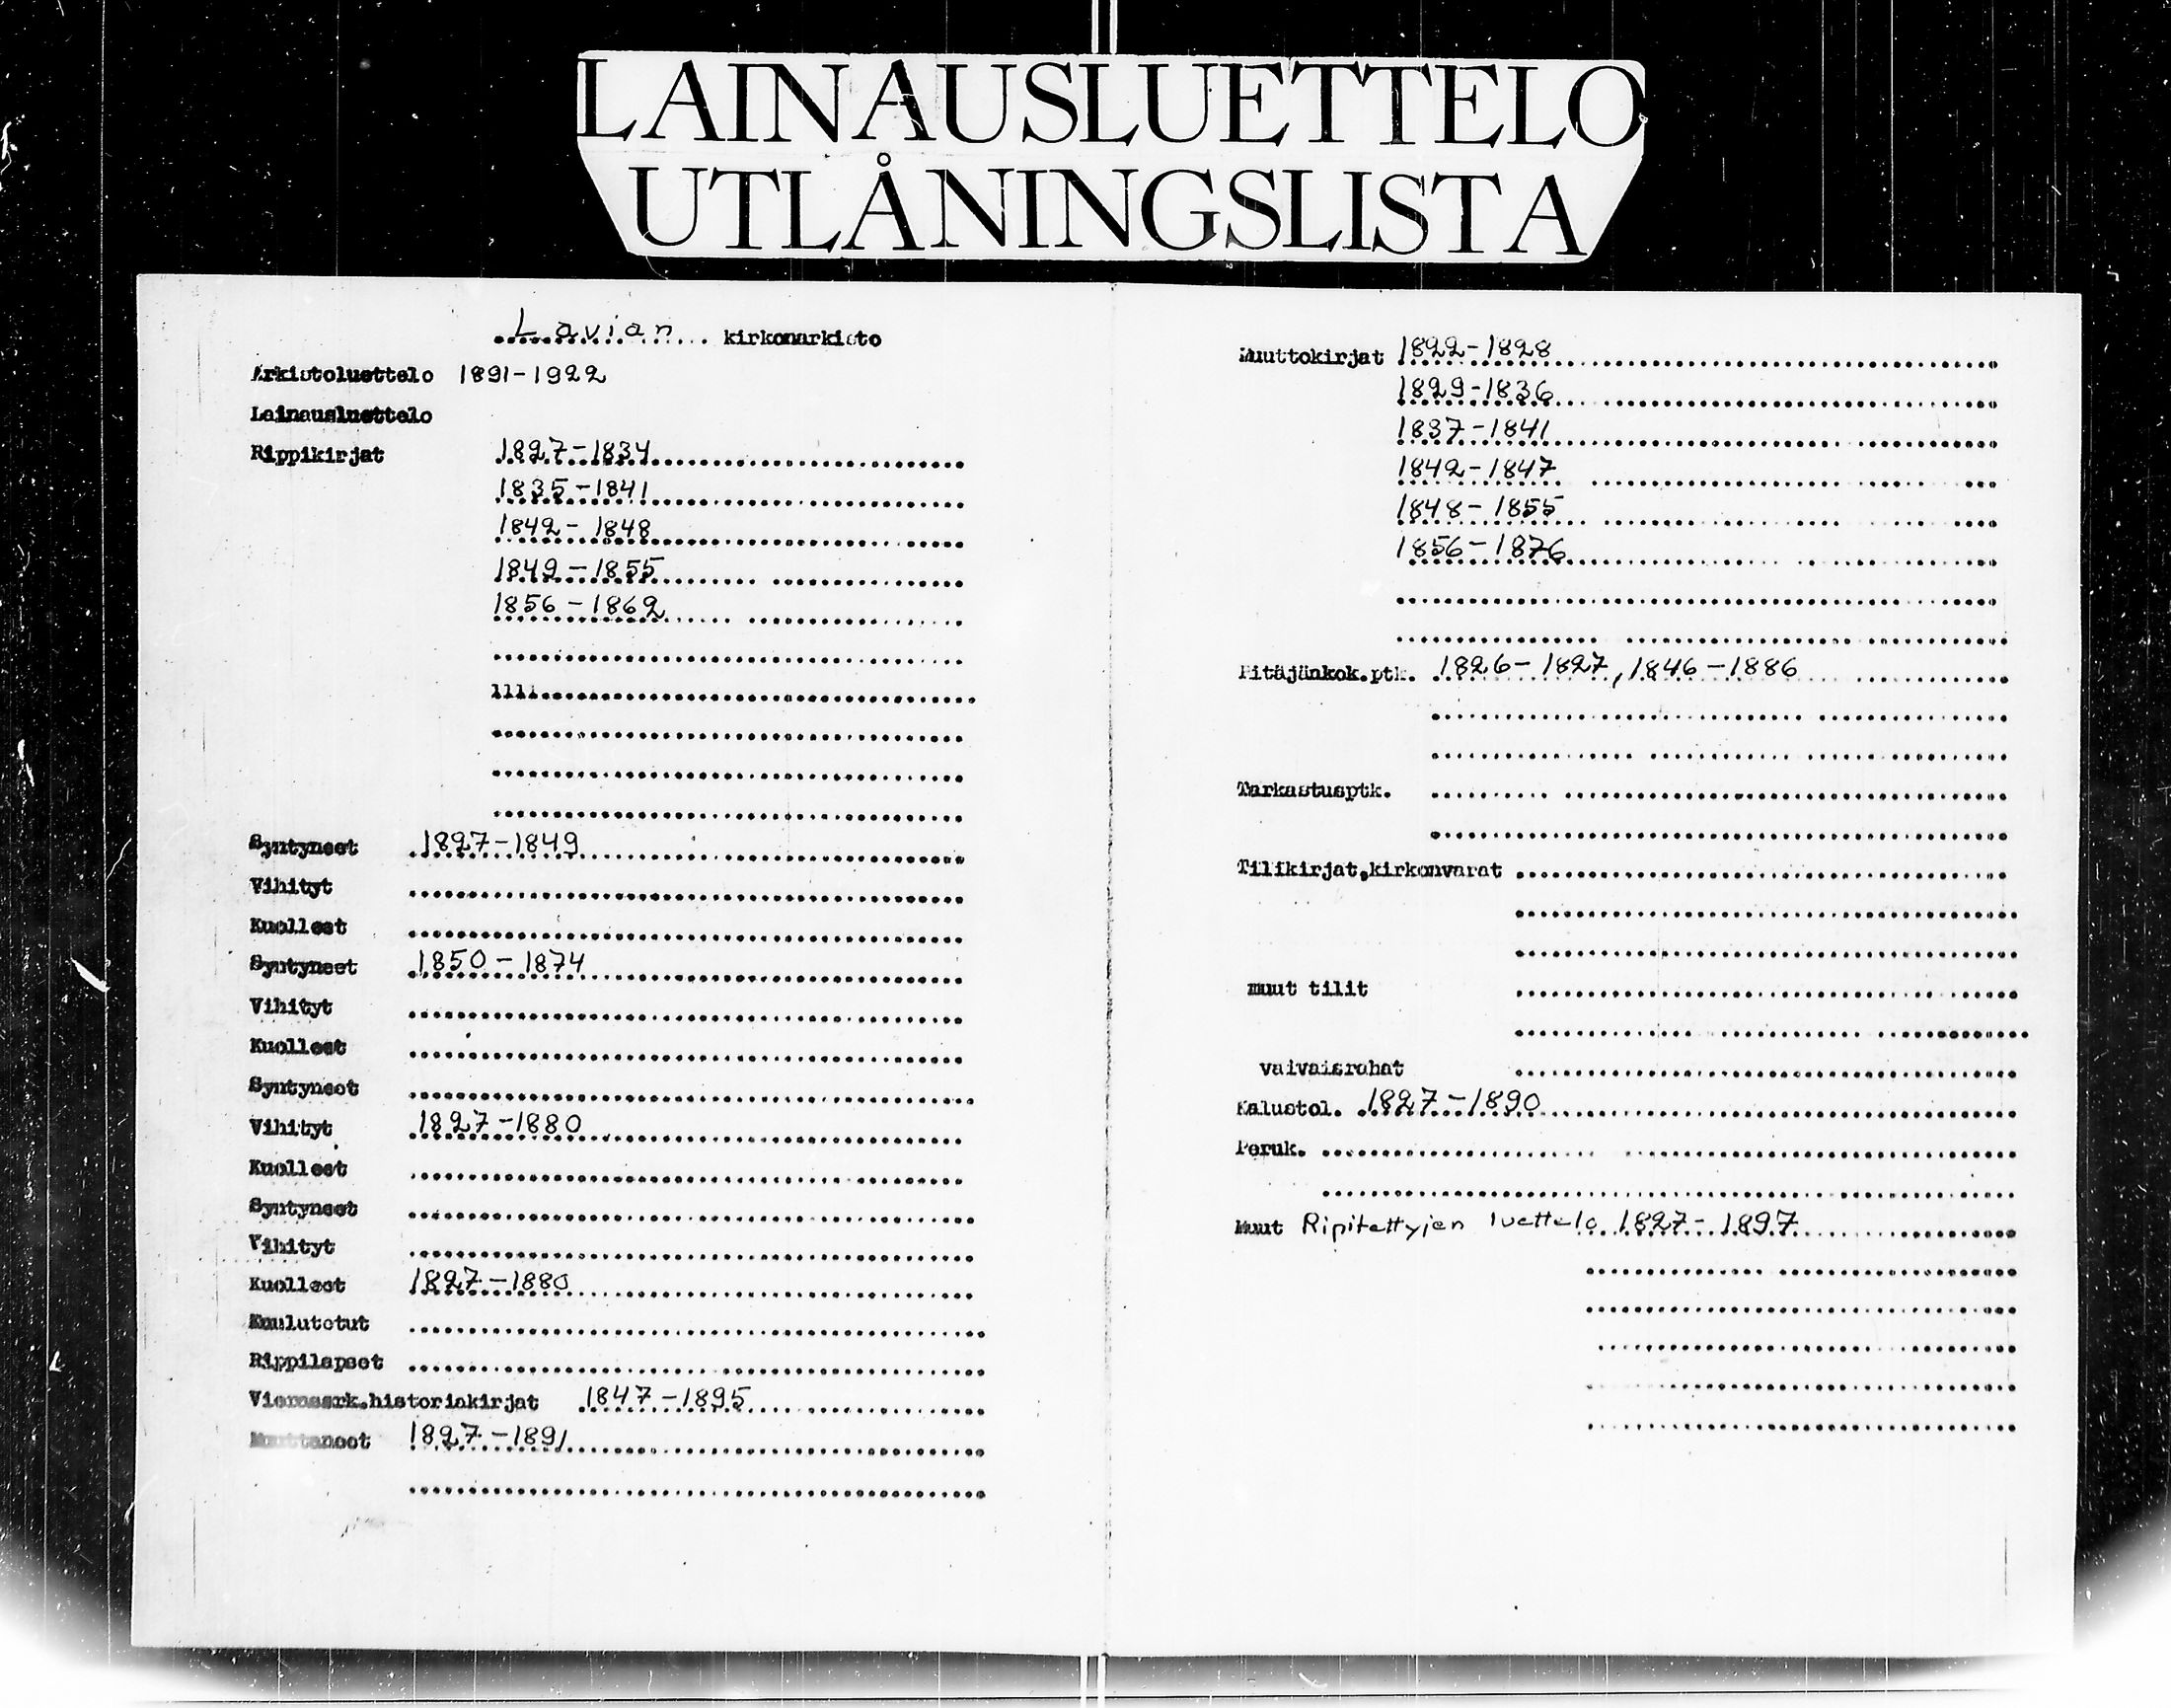 LAINAUSLUETTELO
UTLÅNINGSLISTA
Lavian kirkonarkisto
Arkistoluettelo 1891-1922
Lainausluettelo
Rippikirjat 1827-1834
1835-1841
1842-1848
1849-1855
1856-1862
1111
Syntyneet 1827-1849
Vihityt
Kuolleet
Syntyneet 1850-1874
Vihityt
Kuolleet
Syntyneet
Vihityt 1827-1880
Kuolleet
Syntyneet
Vihityt
Kuolleet 1827-1880
Kuulutetut
Rippilapset
Vierassrk.historiakirjat 1847-1895
Muuttaneet 1827-1891
Muuttokirjat 1822-1828
1829-1836
1837-1841
1842-1847
1848-1855
1856-1876
Pitäjänkok.ptk. 1826-1827, 1846-1886
Tarkastusptk.
Tilikirjat,kirkonvarat
muut tilit
vaivaisrahat
Kalustol. 1827-1890
Peruk.
Muut Ripitettyjen luettelo 1827-1897